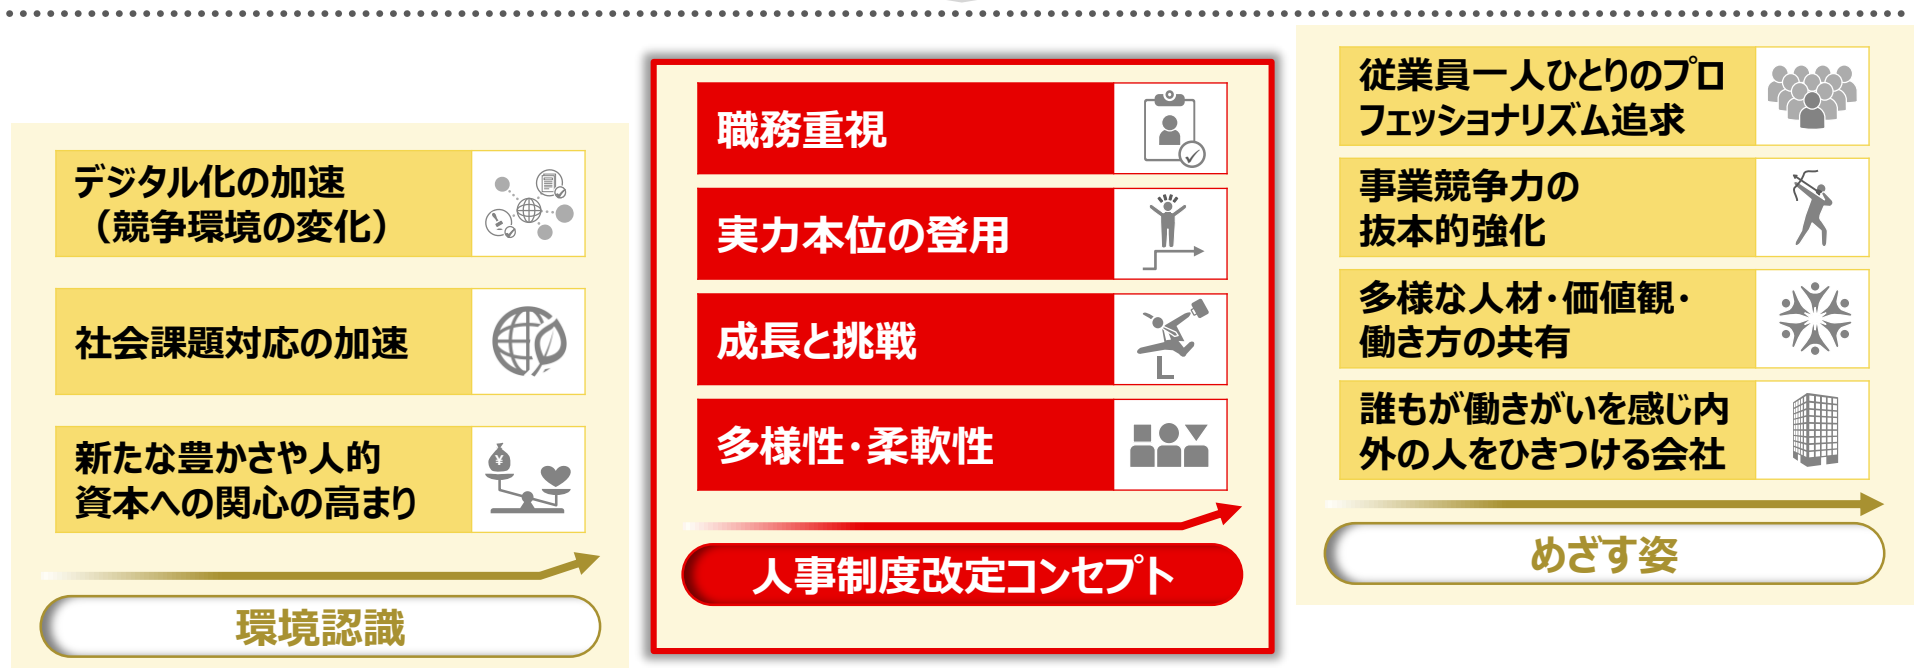 デジタル化の加速
（競争環境の変化）
社会課題対応の加速
新たな豊かさや人的
資本への関心の高まり
¥
環境認識
職務重視
実力本位の登用
成長と挑戦
多様性・柔軟性
人事制度改定コンセプト
従業員一人ひとりのプロ
フェッショナリズム追求
事業競争力の
抜本的強化
多様な人材・価値観・
働き方の共有
誰もが働きがいを感じ内
外の人をひきつける会社
めざす姿